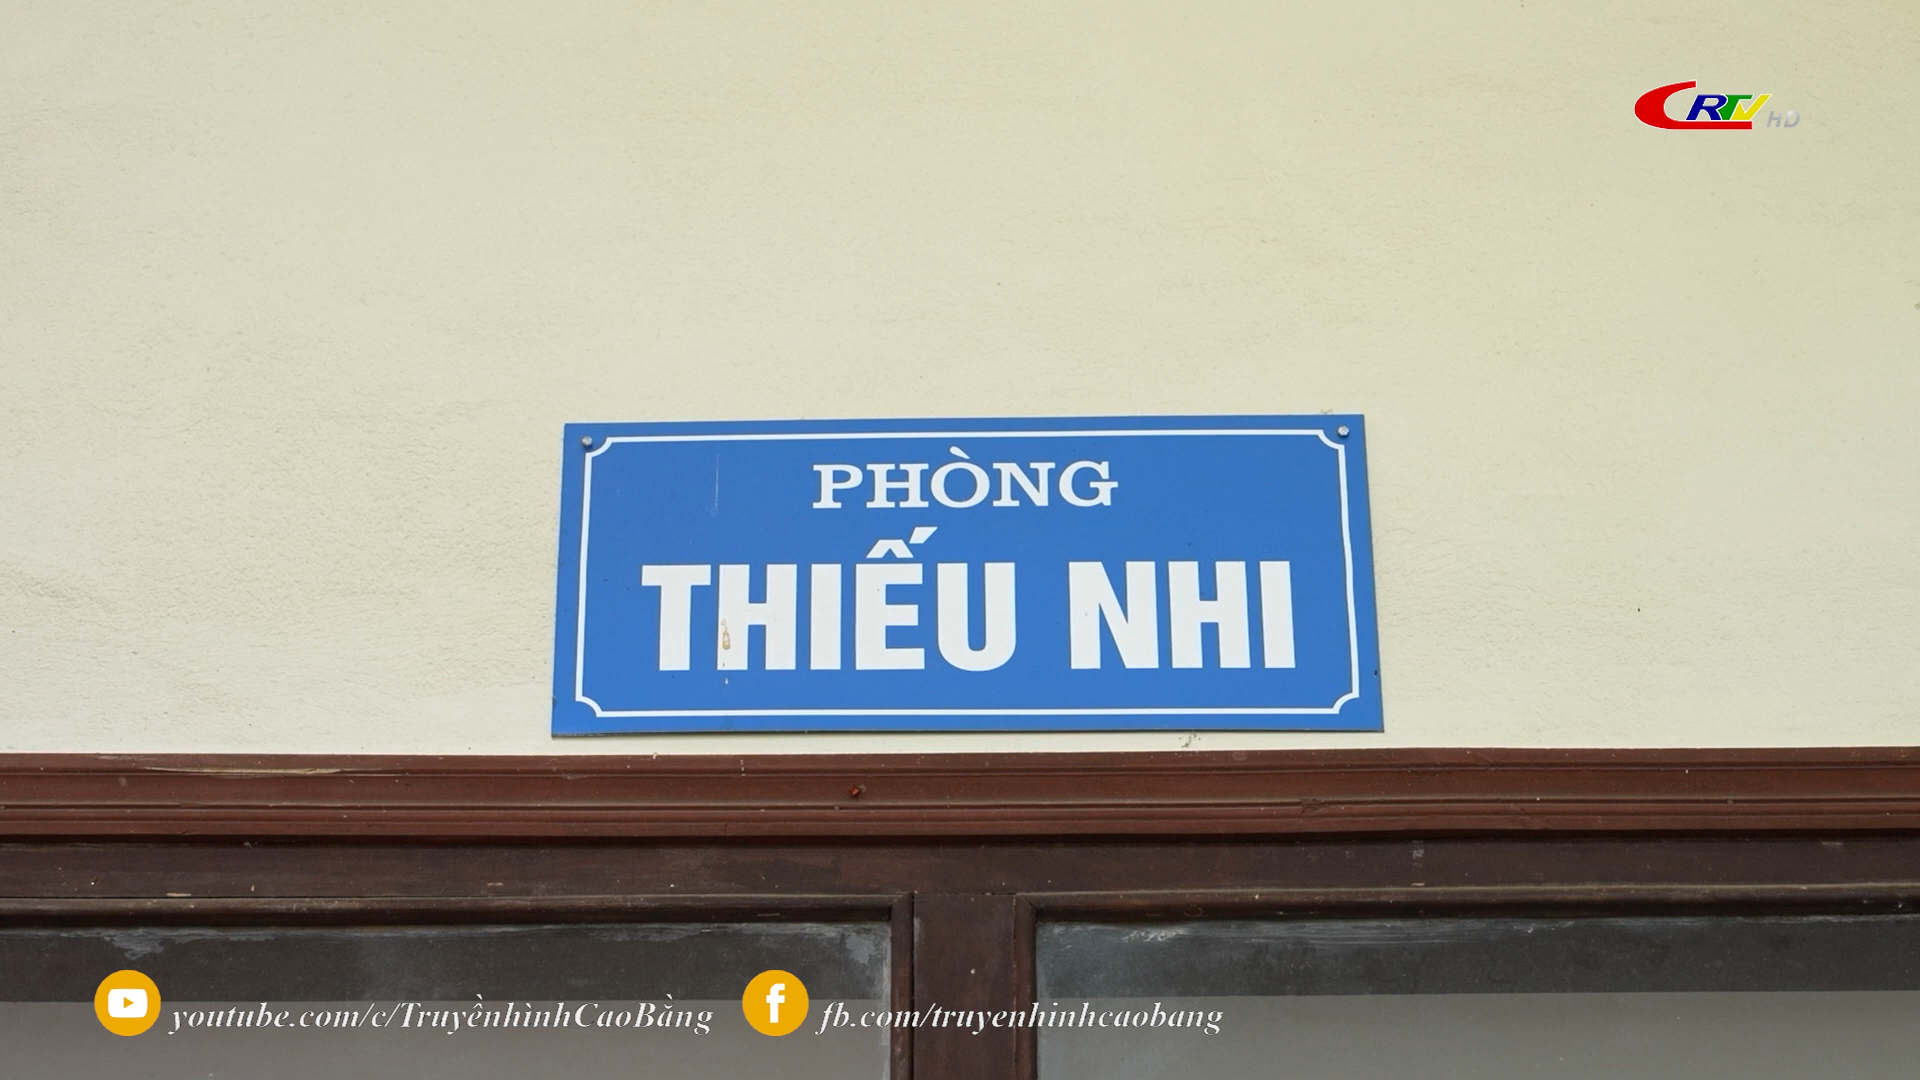 CRTV HD
PHÒNG
THIẾU NHI
youtube.com/c/TruyềnhìnhCaoBằng
fb.com/truyenhinhcaobang